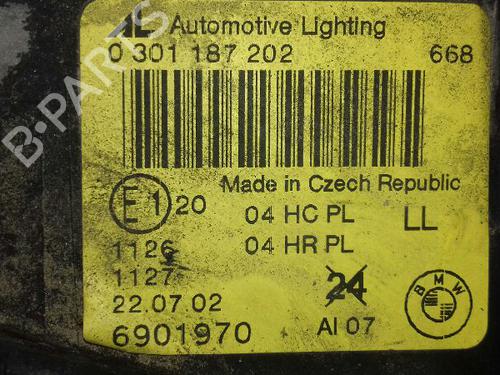 AL Automotive Lighting
0 301 187 202 668
Made in Czech Republic
E1 20 04 HC PL LL
1126 04 HR PL
1127 24
22.07.02 BMW
6901970 AI 07
B-PARTS